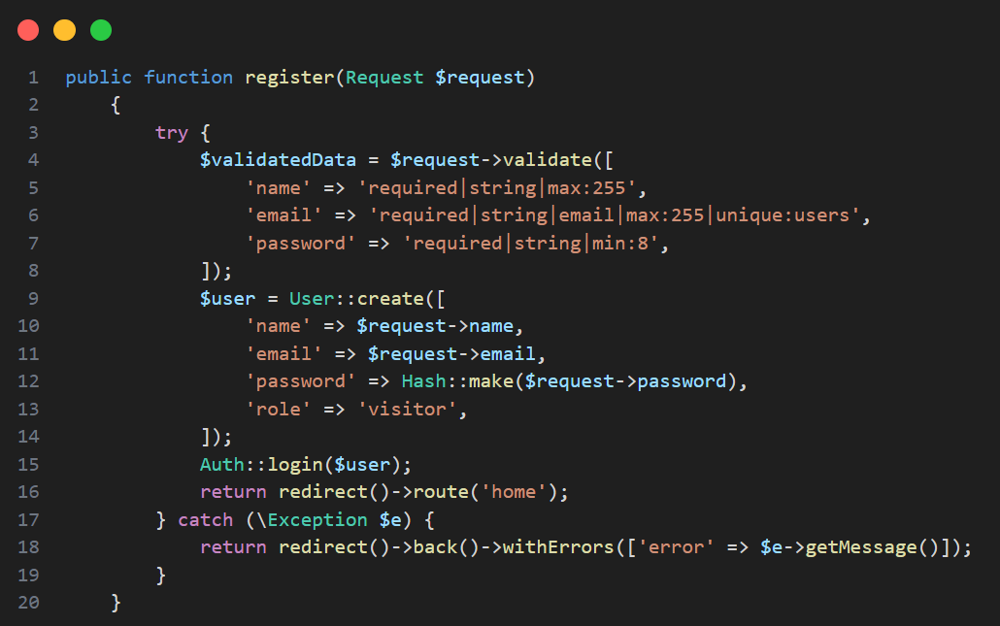 1 public function register(Request $request)
2     {
3         try {
4             $validatedData = $request->validate([
5                 'name' => 'required|string|max:255',
6                 'email' => 'required|string|email|max:255|unique:users',
7                 'password' => 'required|string|min:8',
8             ]);
9             $user = User::create([
10                 'name' => $request->name,
11                 'email' => $request->email,
12                 'password' => Hash::make($request->password),
13                 'role' => 'visitor',
14             ]);
15             Auth::login($user);
16             return redirect()->route('home');
17         } catch (\Exception $e) {
18             return redirect()->back()->withErrors(['error' => $e->getMessage()]);
19         }
20     }